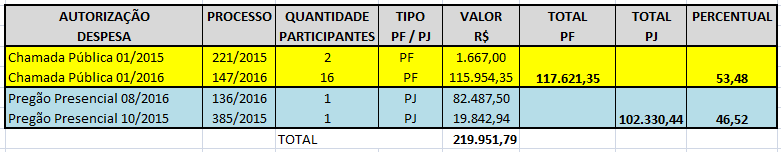 AUTORIZAÇÃO PROCESSO QUANTIDADE TIPO VALOR TOTAL TOTAL PERCENTUAL
DESPESA PARTICIPANTES PF / PJ R$ PF PJ
Chamada Pública 01/2015 221/2015 2 PF 1.667,00
Chamada Pública 01/2016 147/2016 16 PF 115.954,35 117.621,35 53,48
Pregão Presencial 08/2016 136/2016 1 PJ 82.487,50
Pregão Presencial 10/2015 385/2015 1 PJ 19.842,94 102.330,44 46,52
TOTAL 219.951,79